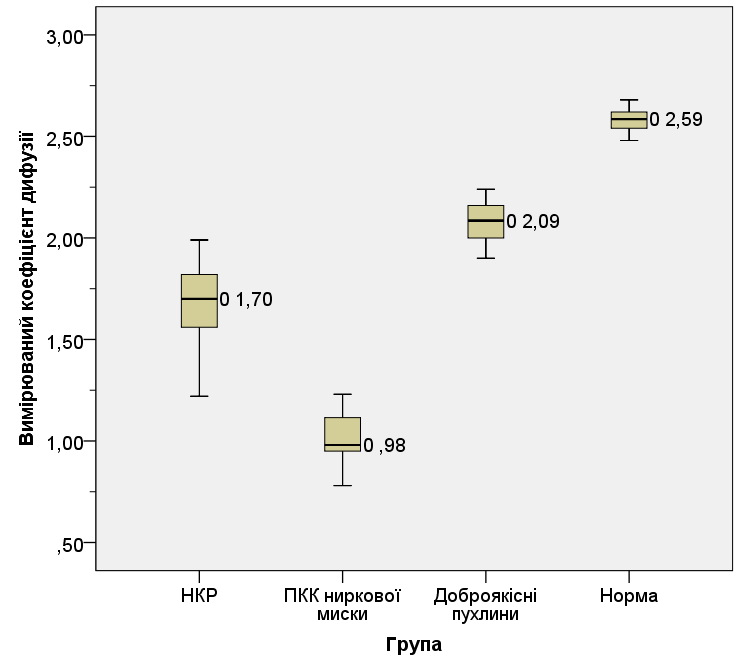 Вимірюваний коефіцієнт дифузії
3,00
2,50
2,00
1,50
1,00
,50
0 1,70
0 ,98
0 2,09
0 2,59
НКР
ПКК ниркової
миски
Доброякісні
пухлини
Норма
Група